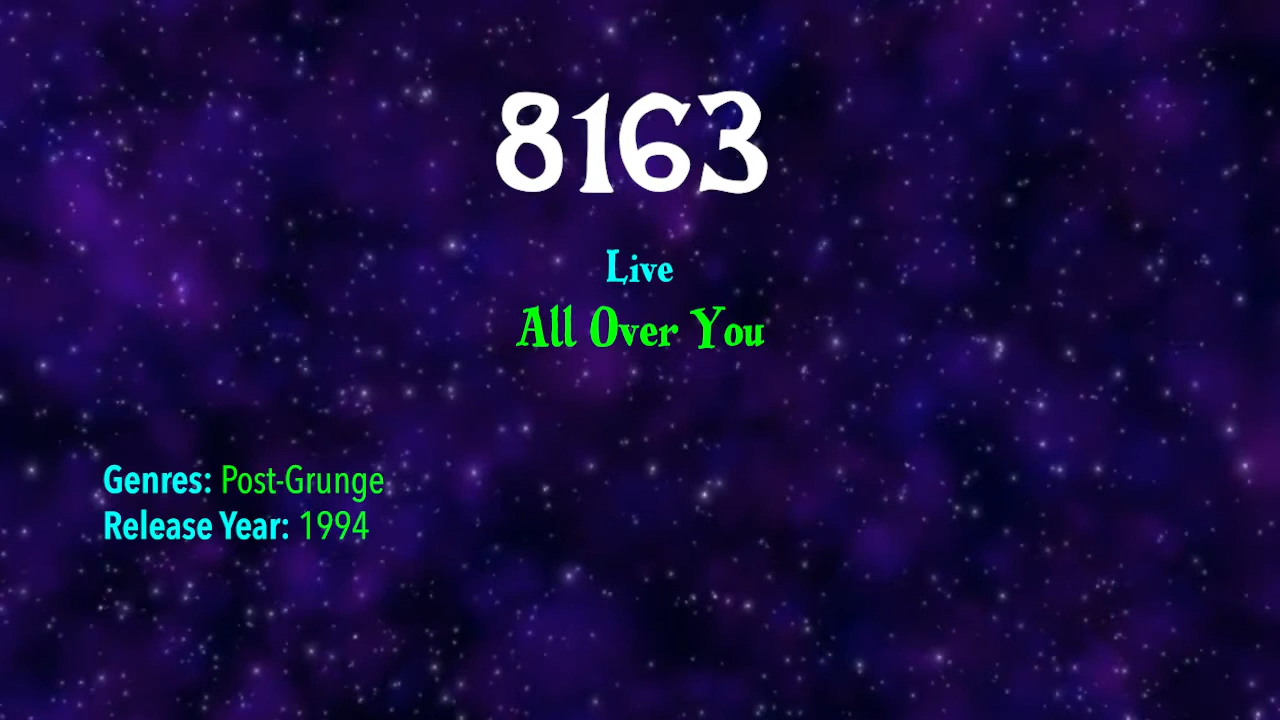 8163
Live
All Over You
Genres: Post-Grunge
Release Year: 1994